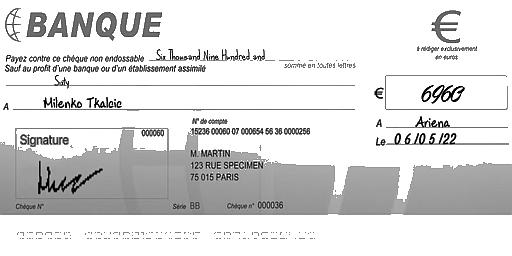 BANQUE
€
à rédiger exclusivement
en euros
Payez contre ce chèque non endossable Six Thousand Nine Hundred and
Sauf au profit d'une banque ou d'un établissement assimilé
somme en toutes lettres
Sixty
€ 6960
A Milenko Tkalcic
A Ariena
Le 06/05/22
Signature
000060
N° de compte
15236 00060 07 000654 56 36 0000256
M. MARTIN
123 RUE SPECIMEN
75 015 PARIS
Chèque N°
Série BB
Chèque n° 000036